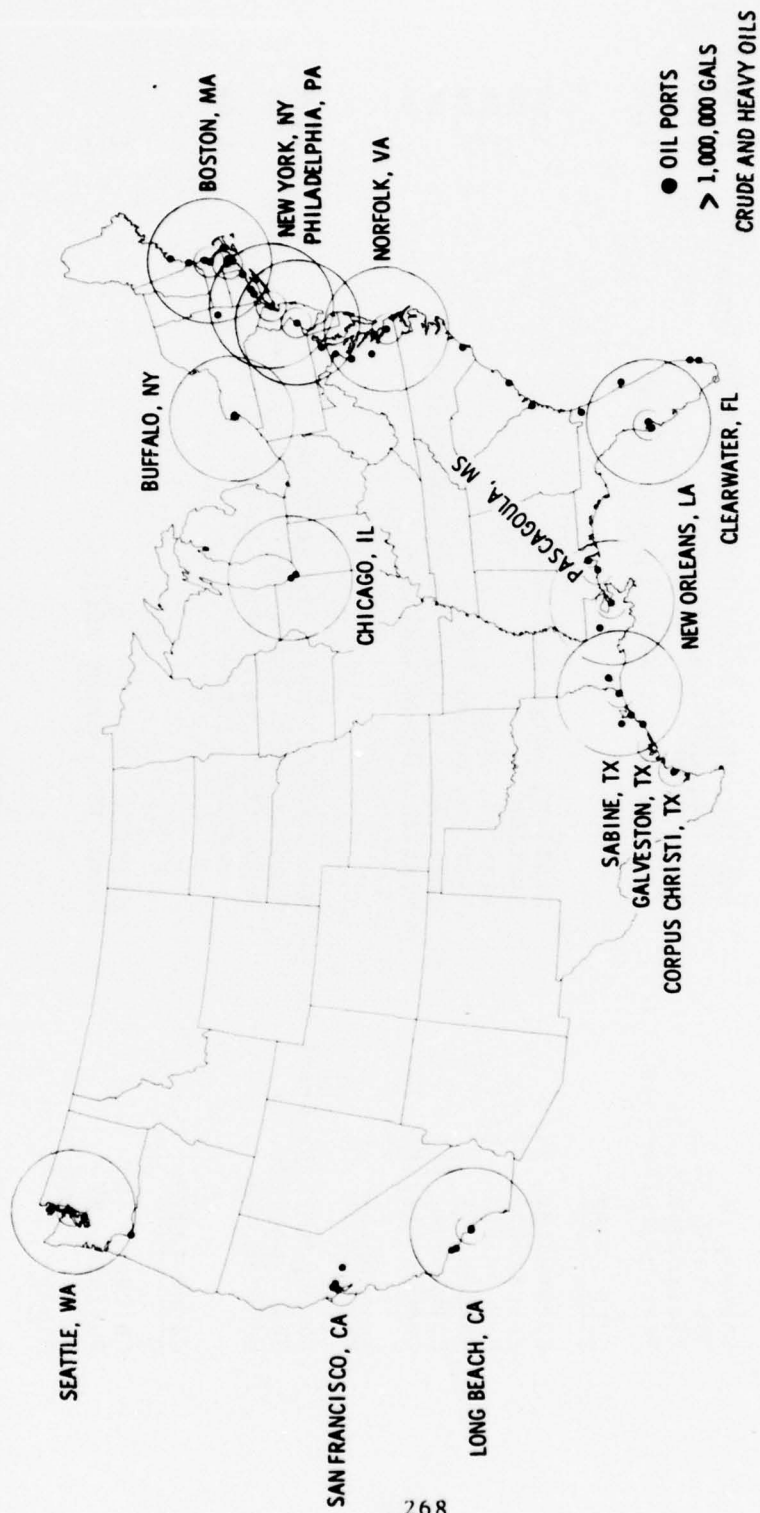 SEATTLE, WA
SAN FRANCISCO, CA
LONG BEACH, CA
CHICAGO, IL
BUFFALO, NY
BOSTON, MA
NEW YORK, NY
PHILADELPHIA, PA
NORFOLK, VA
PASCAGOULA, MS
SABINE, TX
GALVESTON, TX
CORPUS CHRISTI, TX
NEW ORLEANS, LA
CLEARWATER, FL
● OIL PORTS
> 1,000,000 GALS
CRUDE AND HEAVY OILS
268